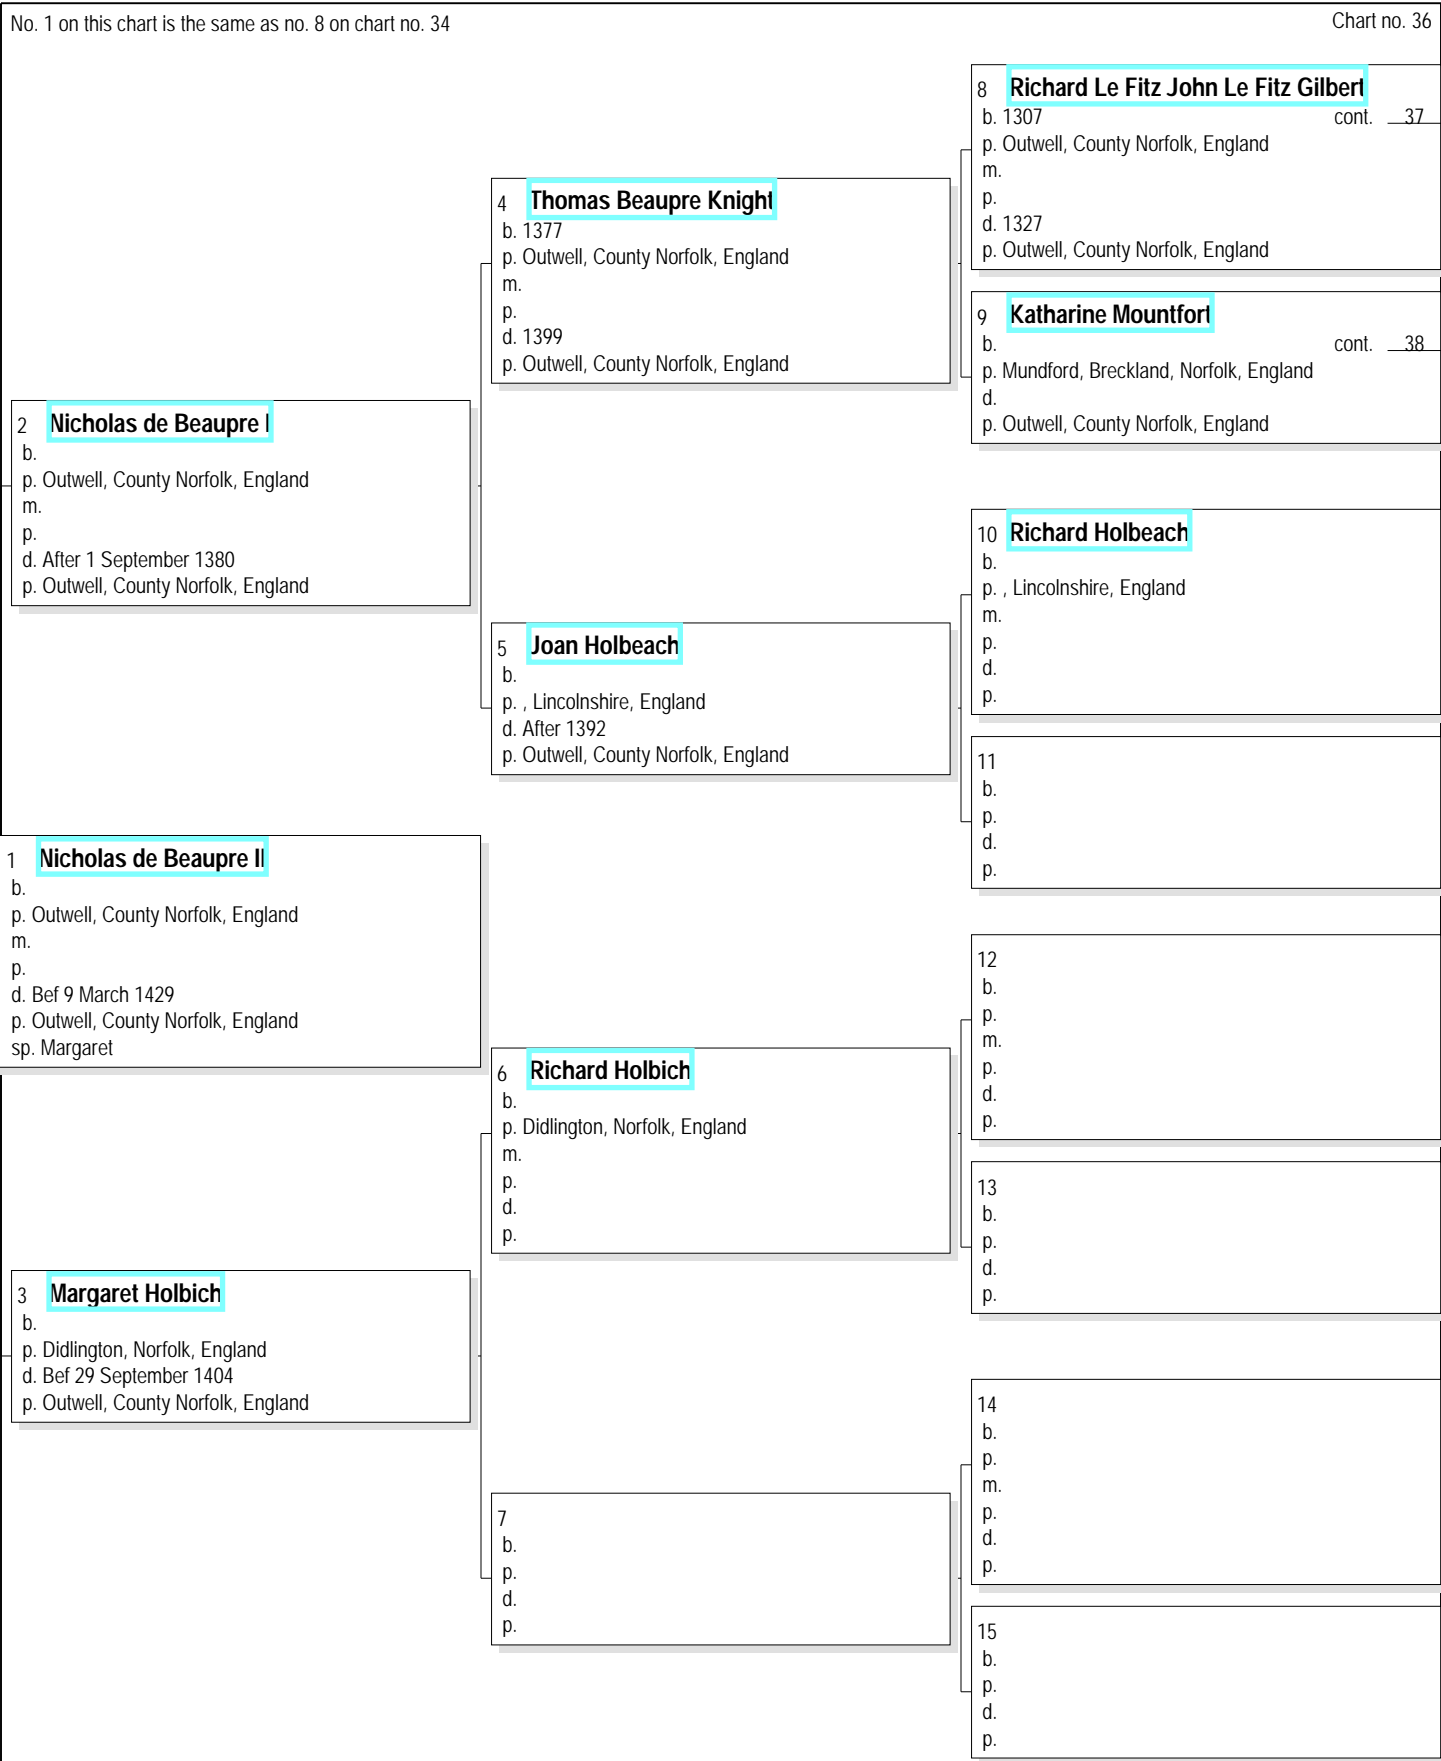 No. 1 on this chart is the same as no. 8 on chart no. 34
Chart no. 36
8 Richard Le Fitz John Le Fitz Gilbert
b. 1307 cont. 37
p. Outwell, County Norfolk, England
m.
p.
d. 1327
p. Outwell, County Norfolk, England
4 Thomas Beaupre Knight
b. 1377
p. Outwell, County Norfolk, England
m.
p.
d. 1399
p. Outwell, County Norfolk, England
9 Katharine Mountfort
b. cont. 38
p. Mundford, Breckland, Norfolk, England
d.
p. Outwell, County Norfolk, England
2 Nicholas de Beaupre I
b.
p. Outwell, County Norfolk, England
m.
p.
d. After 1 September 1380
p. Outwell, County Norfolk, England
10 Richard Holbeach
b.
p. , Lincolnshire, England
m.
p.
d.
p.
5 Joan Holbeach
b.
p. , Lincolnshire, England
d. After 1392
p. Outwell, County Norfolk, England
11
b.
p.
d.
p.
1 Nicholas de Beaupre II
b.
p. Outwell, County Norfolk, England
m.
p.
d. Bef 9 March 1429
p. Outwell, County Norfolk, England
sp. Margaret
12
b.
p.
m.
p.
d.
p.
6 Richard Holbich
b.
p. Didlington, Norfolk, England
m.
p.
d.
p.
13
b.
p.
d.
p.
3 Margaret Holbich
b.
p. Didlington, Norfolk, England
d. Bef 29 September 1404
p. Outwell, County Norfolk, England
14
b.
p.
m.
p.
d.
p.
7
b.
p.
d.
p.
15
b.
p.
d.
p.